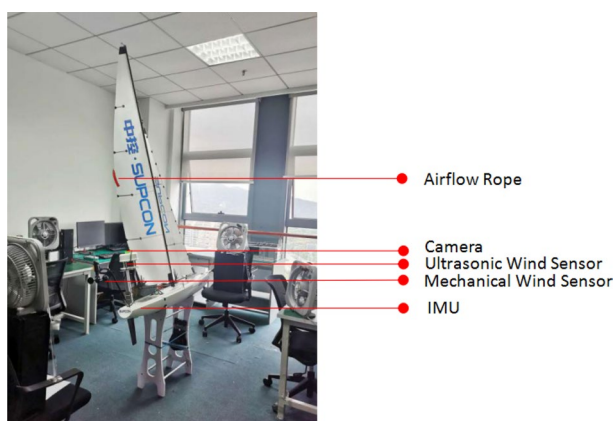 中控·SUPCON
Airflow Rope
Camera
Ultrasonic Wind Sensor
Mechanical Wind Sensor
IMU